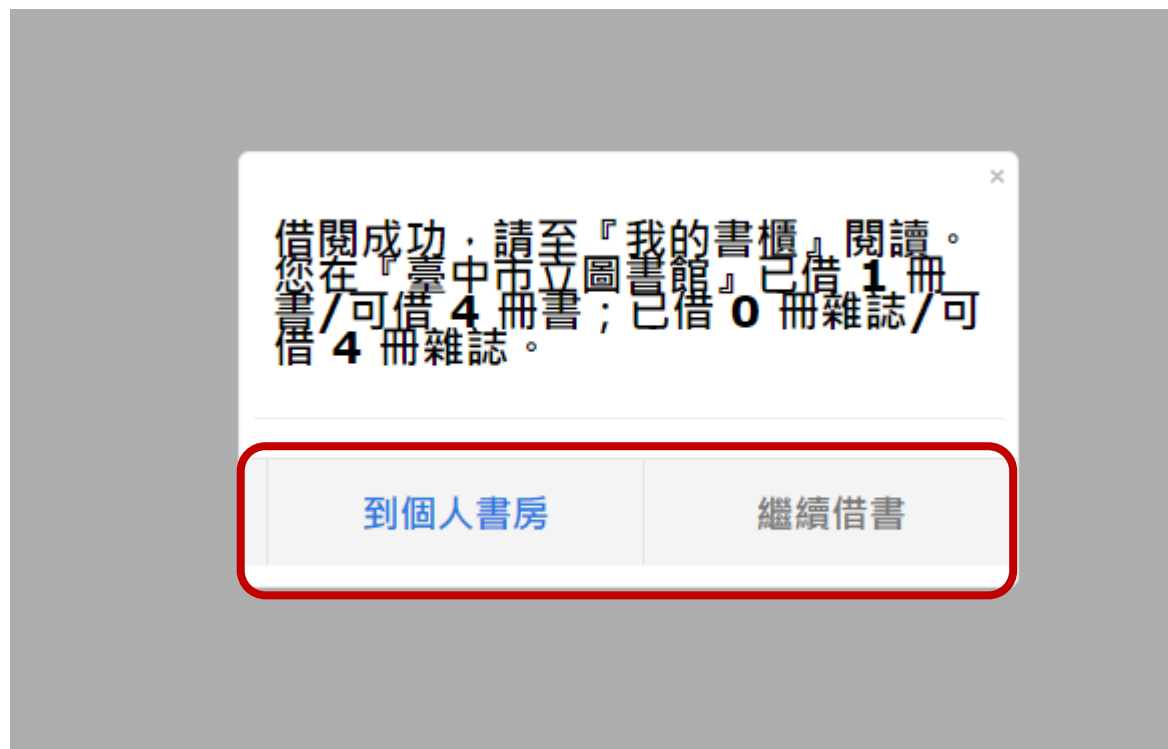 ×
借閱成功，請至『我的書櫃』閱讀。
您在『臺中市立圖書館』已借 1 冊
書/可借 4 冊書；已借 0 冊雜誌/可
借 4 冊雜誌。
到個人書房
繼續借書